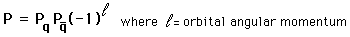 P = P_q P_q̄ (-1)^ℓ where ℓ = orbital angular momentum